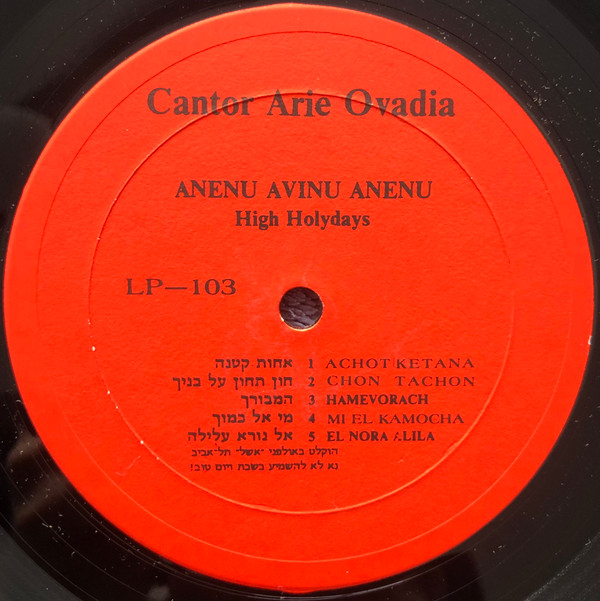 Cantor Arie Ovadia
ANENU AVINU ANENU
High Holydays
LP—103
אחות קטנה 1 ACHOT KETANA
חון תחון על בניך 2 CHON TACHON
המבורך 3 HAMEVORACH
מי אל כמוך 4 MI EL KAMOCHA
אל נורא עלילה 5 EL NORA ALILA
הוקלט באולפני ״אשל״ תל־אביב
נא לא להשמיע בשבת ויום טוב!